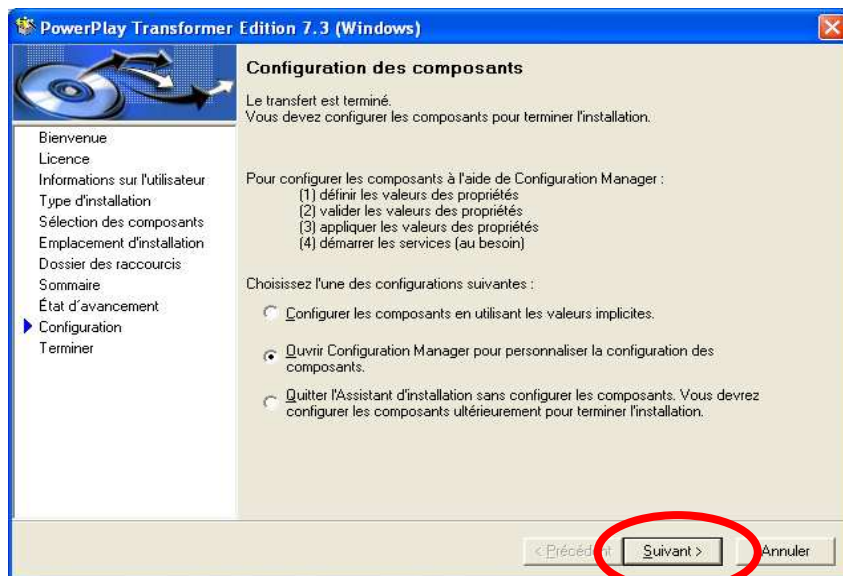 PowerPlay Transformer Edition 7.3 (Windows)
Configuration des composants
Le transfert est terminé.
Vous devez configurer les composants pour terminer l'installation.
Bienvenue
Licence
Informations sur l'utilisateur
Type d'installation
Sélection des composants
Emplacement d'installation
Dossier des raccourcis
Sommaire
État d´avancement
Configuration
Terminer
Pour configurer les composants à l'aide de Configuration Manager :
(1) définir les valeurs des propriétés
(2) valider les valeurs des propriétés
(3) appliquer les valeurs des propriétés
(4) démarrer les services (au besoin)
Choisissez l'une des configurations suivantes :
Configurer les composants en utilisant les valeurs implicites.
Ouvrir Configuration Manager pour personnaliser la configuration des
composants.
Quitter l'Assistant d'installation sans configurer les composants. Vous devrez
configurer les composants ultérieurement pour terminer l'installation.
< Précédent
Suivant >
Annuler